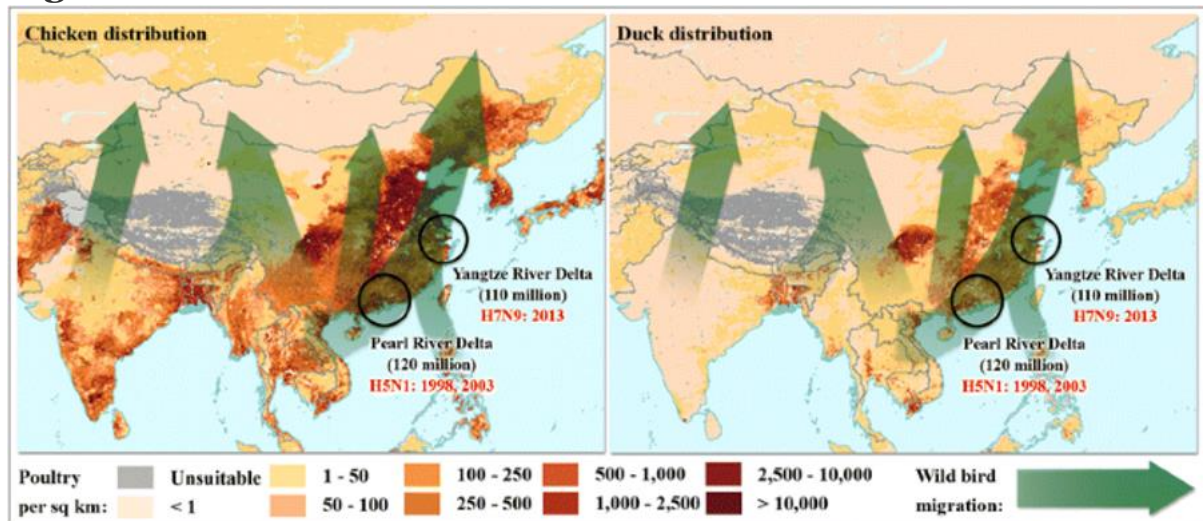 Chicken distribution
Yangtze River Delta
(110 million)
H7N9: 2013
Pearl River Delta
(120 million)
H5N1: 1998, 2003
Duck distribution
Yangtze River Delta
(110 million)
H7N9: 2013
Pearl River Delta
(120 million)
H5N1: 1998, 2003
Poultry Unsuitable 1 - 50 100 - 250 500 - 1,000 2,500 - 10,000 Wild bird
per sq km: < 1 50 - 100 250 - 500 1,000 - 2,500 > 10,000 migration: